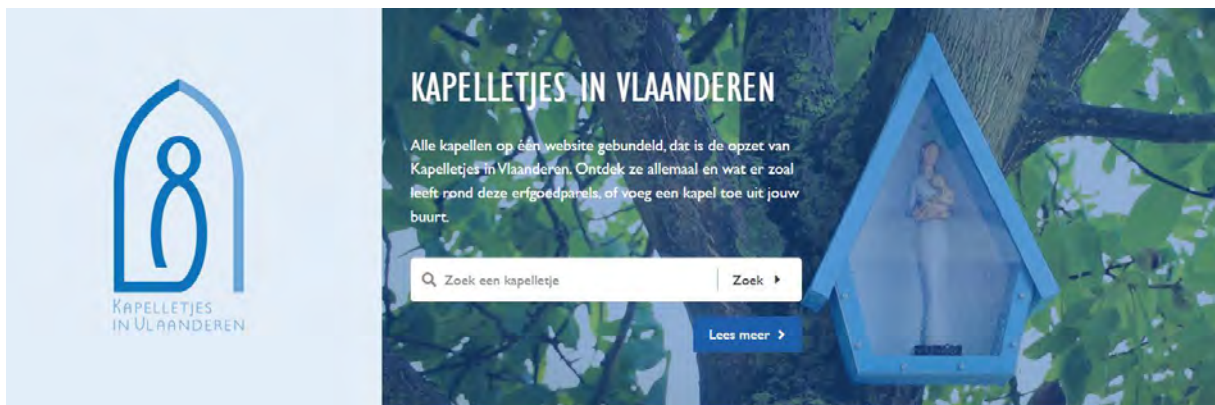 KAPELLETJES
IN VLAANDEREN
KAPELLETJES IN VLAANDEREN
Alle kapellen op één website gebundeld, dat is de opzet van
Kapelletjes in Vlaanderen. Ontdek ze allemaal en wat er zoal
leeft rond deze erfgoedparels, of voeg een kapel toe uit jouw
buurt.
Zoek een kapelletje
Zoek
Lees meer